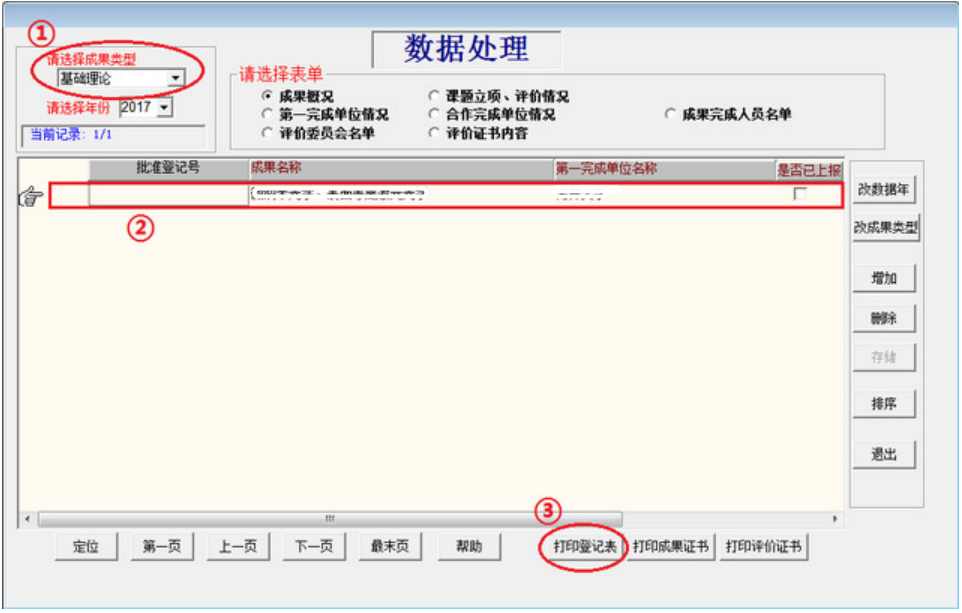 ①
数据处理
请选择成果类型
基础理论
请选择年份 2017
当前记录: 1/1
请选择表单
成果概况 课题立项、评价情况
第一完成单位情况 合作完成单位情况 成果完成人员名单
评价委员会名单 评价证书内容
批准登记号 成果名称 第一完成单位名称 是否已上报
②
改数据年
改成果类型
增加
删除
存储
排序
退出
③
定位 第一页 上一页 下一页 最末页 帮助 打印登记表 打印成果证书 打印评价证书